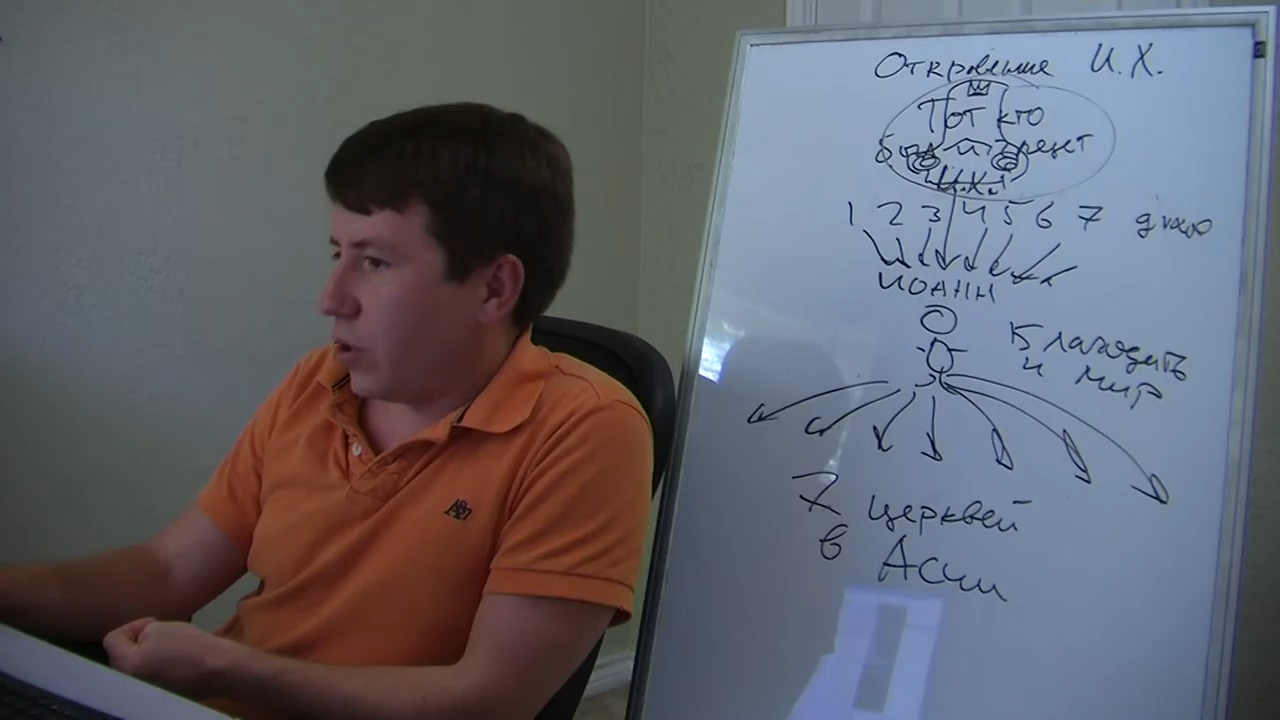 Откровение И.Х.
Тот кто
был и грядет
И.Х.
1 2 3 4 5 6 7 духов
ИОАНН
Благодать
и мир
7 церквей
в Асии